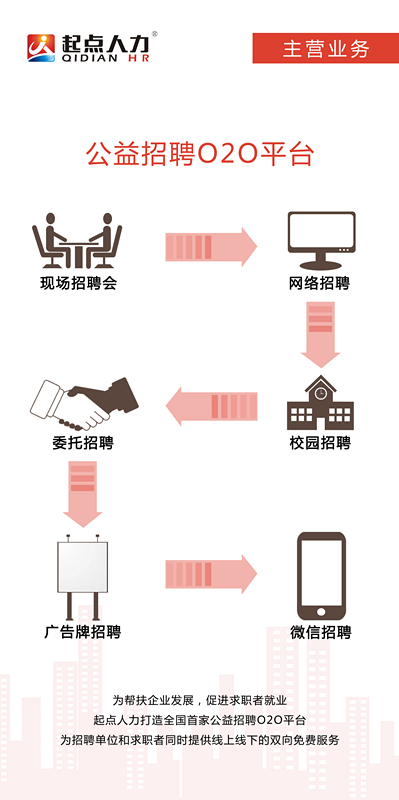 起点人力®
QIDIAN HR
主营业务
公益招聘O2O平台
现场招聘会
网络招聘
委托招聘
校园招聘
广告牌招聘
微信招聘
为帮扶企业发展，促进求职者就业
起点人力打造全国首家公益招聘O2O平台
为招聘单位和求职者同时提供线上线下的双向免费服务